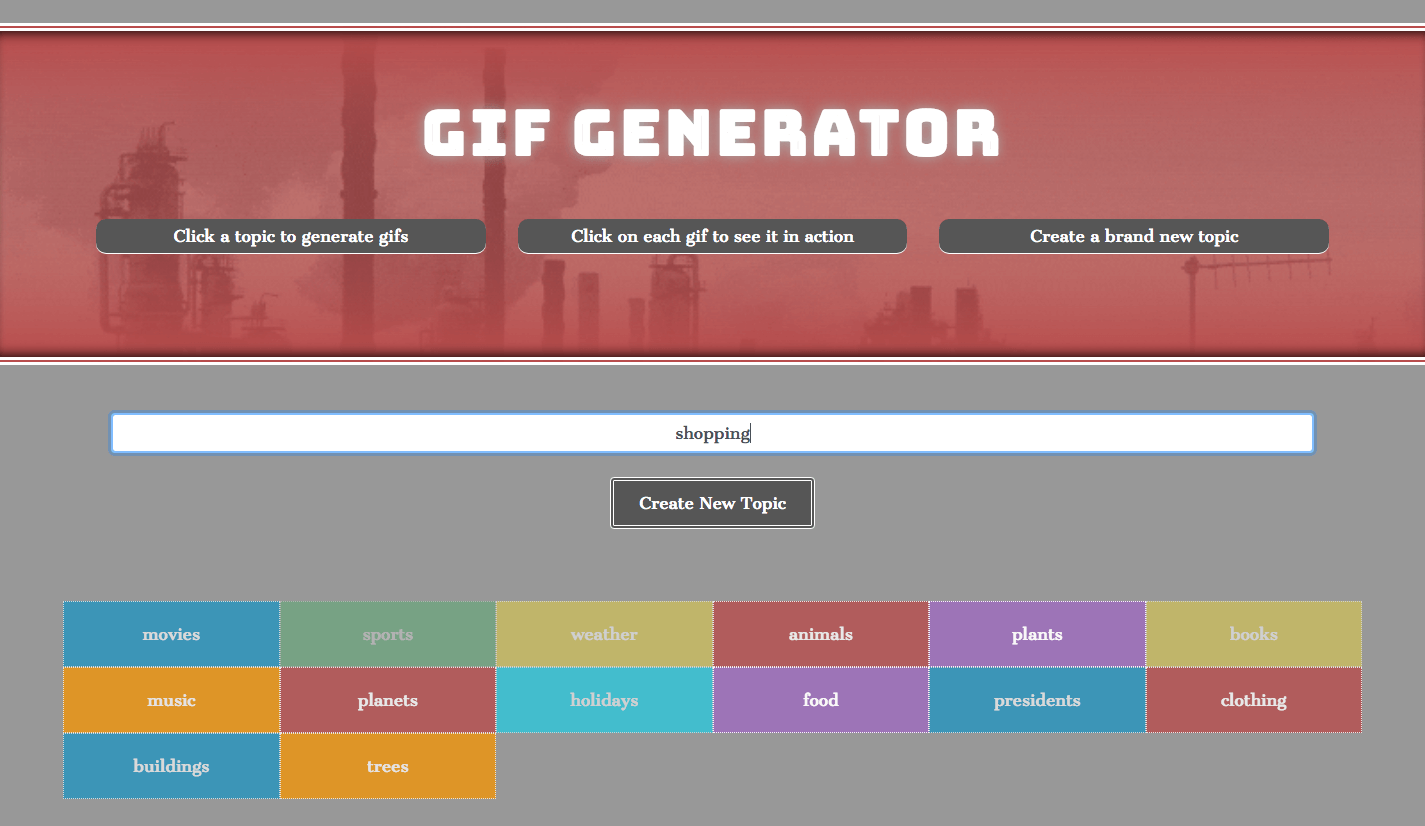 GIF GENERATOR
Click a topic to generate gifs
Click on each gif to see it in action
Create a brand new topic
shopping
Create New Topic
movies sports weather animals plants books
music planets holidays food presidents clothing
buildings trees